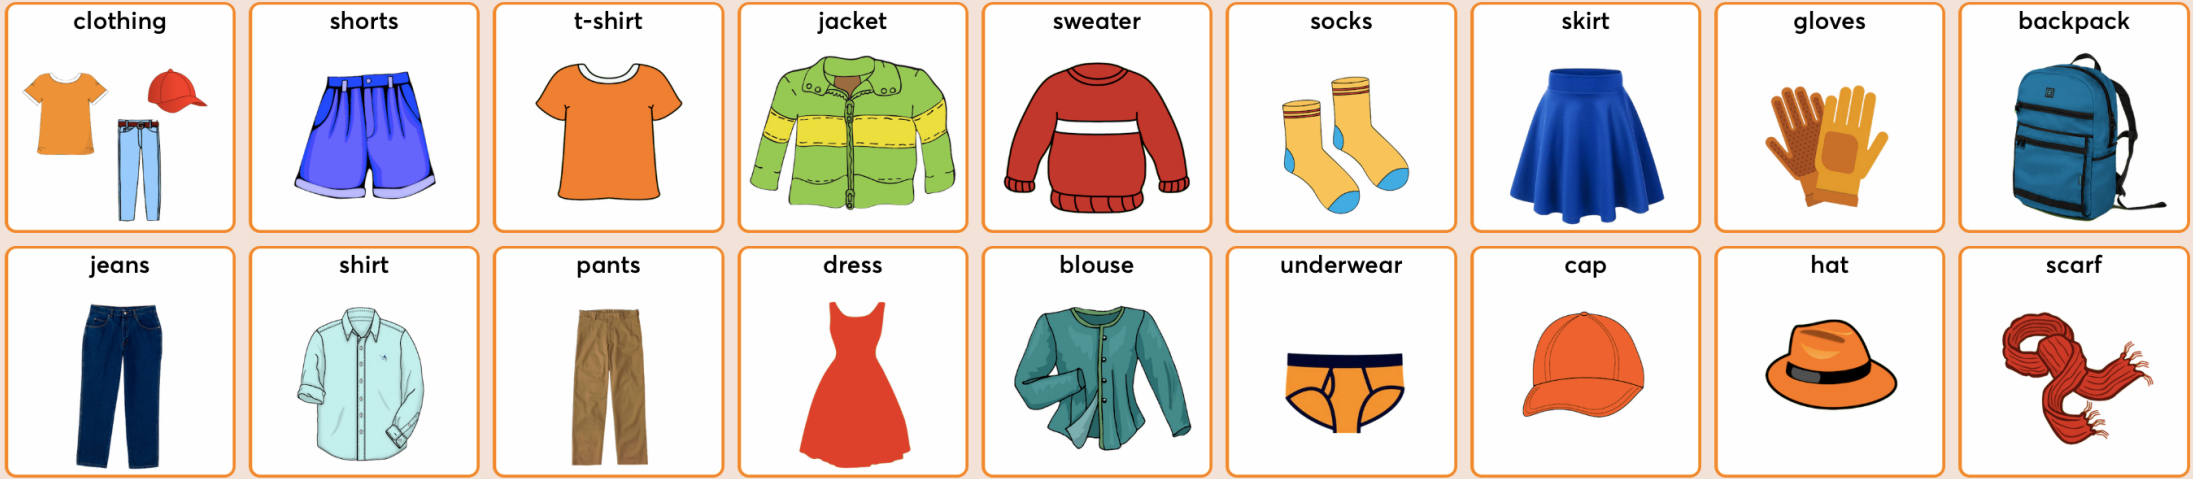 clothing
shorts
t-shirt
jacket
sweater
socks
skirt
gloves
backpack
jeans
shirt
pants
dress
blouse
underwear
cap
hat
scarf